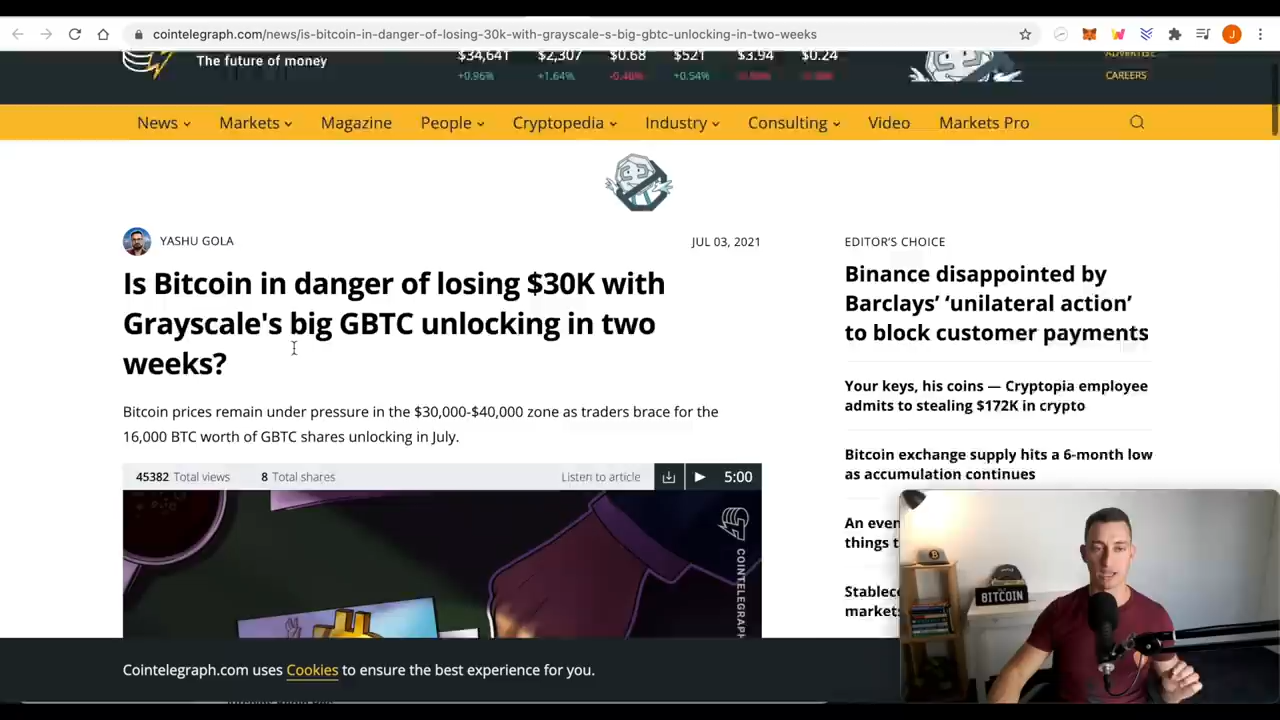 cointelegraph.com/news/is-bitcoin-in-danger-of-losing-30k-with-grayscale-s-big-gbtc-unlocking-in-two-weeks
J
The future of money
$34,641 $2,307 $0.68 $521 $3.94 $0.24
+0.96% +1.64% -0.40% +0.54%
ADVERTISE
CAREERS
News Markets Magazine People Cryptopedia Industry Consulting Video Markets Pro
YASHU GOLA
JUL 03, 2021
Is Bitcoin in danger of losing $30K with
Grayscale's big GBTC unlocking in two
weeks?
Bitcoin prices remain under pressure in the $30,000-$40,000 zone as traders brace for the
16,000 BTC worth of GBTC shares unlocking in July.
45382 Total views 8 Total shares Listen to article 5:00
COINTELEGRAPH
EDITOR'S CHOICE
Binance disappointed by
Barclays’ ‘unilateral action’
to block customer payments
Your keys, his coins — Cryptopia employee
admits to stealing $172K in crypto
Bitcoin exchange supply hits a 6-month low
as accumulation continues
An even
things t
Stablec
markets
BITCOIN
Cointelegraph.com uses Cookies to ensure the best experience for you.